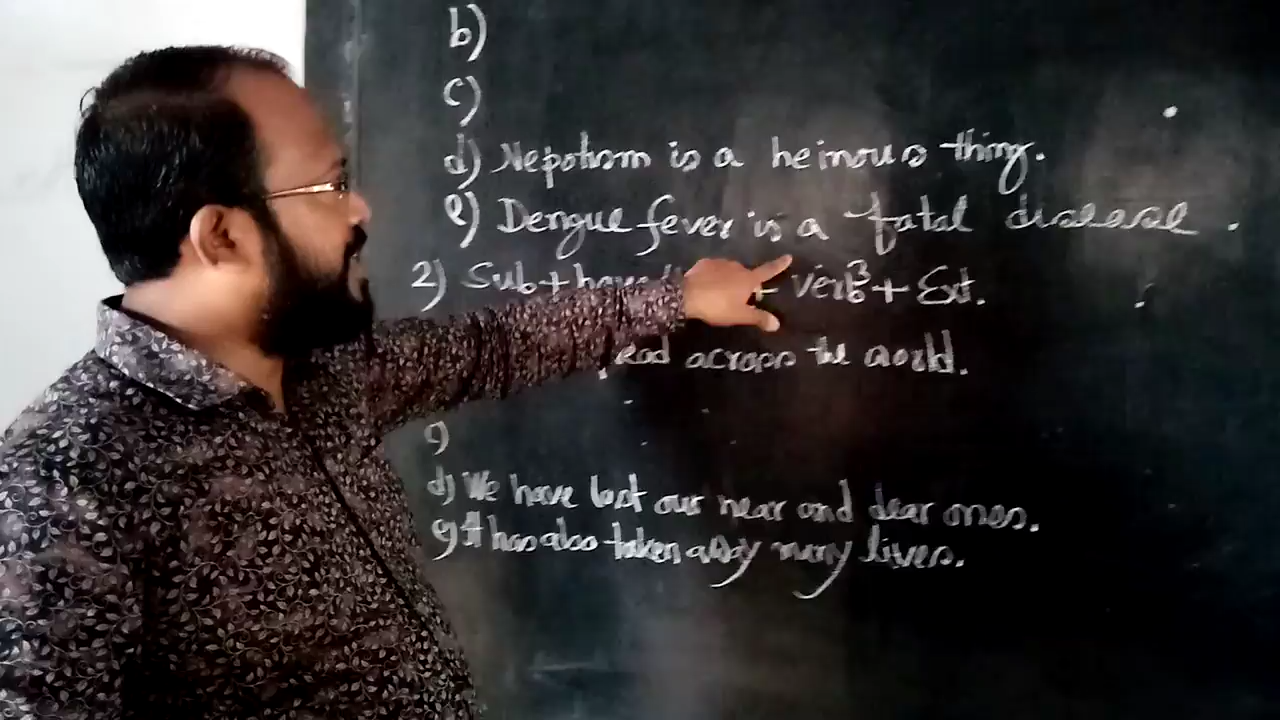 b)
c)
d) Nepotism is a heinous thing.
e) Dengue fever is a fatal disease.
2) Sub + have + verb3 + Ext.
across the world.
d) We have lost our near and dear ones.
It has also taken away many lives.